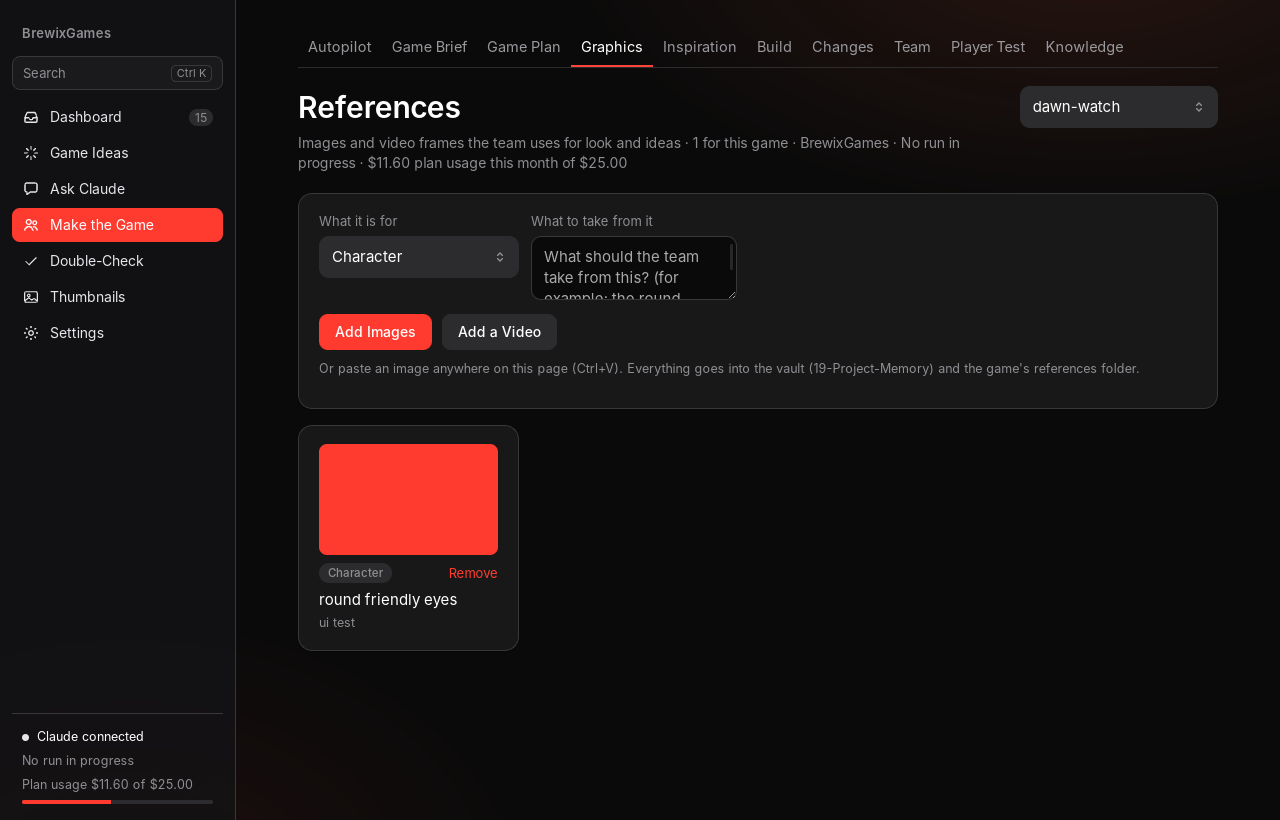 BrewixGames
Search
Ctrl K
Dashboard
15
Game Ideas
Ask Claude
Make the Game
Double-Check
Thumbnails
Settings
Claude connected
No run in progress
Plan usage $11.60 of $25.00
Autopilot
Game Brief
Game Plan
Graphics
Inspiration
Build
Changes
Team
Player Test
Knowledge
References
dawn-watch
Images and video frames the team uses for look and ideas · 1 for this game · BrewixGames · No run in
progress · $11.60 plan usage this month of $25.00
What it is for
What to take from it
Character
What should the team
take from this? (for
example: the round
Add Images
Add a Video
Or paste an image anywhere on this page (Ctrl+V). Everything goes into the vault (19-Project-Memory) and the game's references folder.
Character
Remove
round friendly eyes
ui test